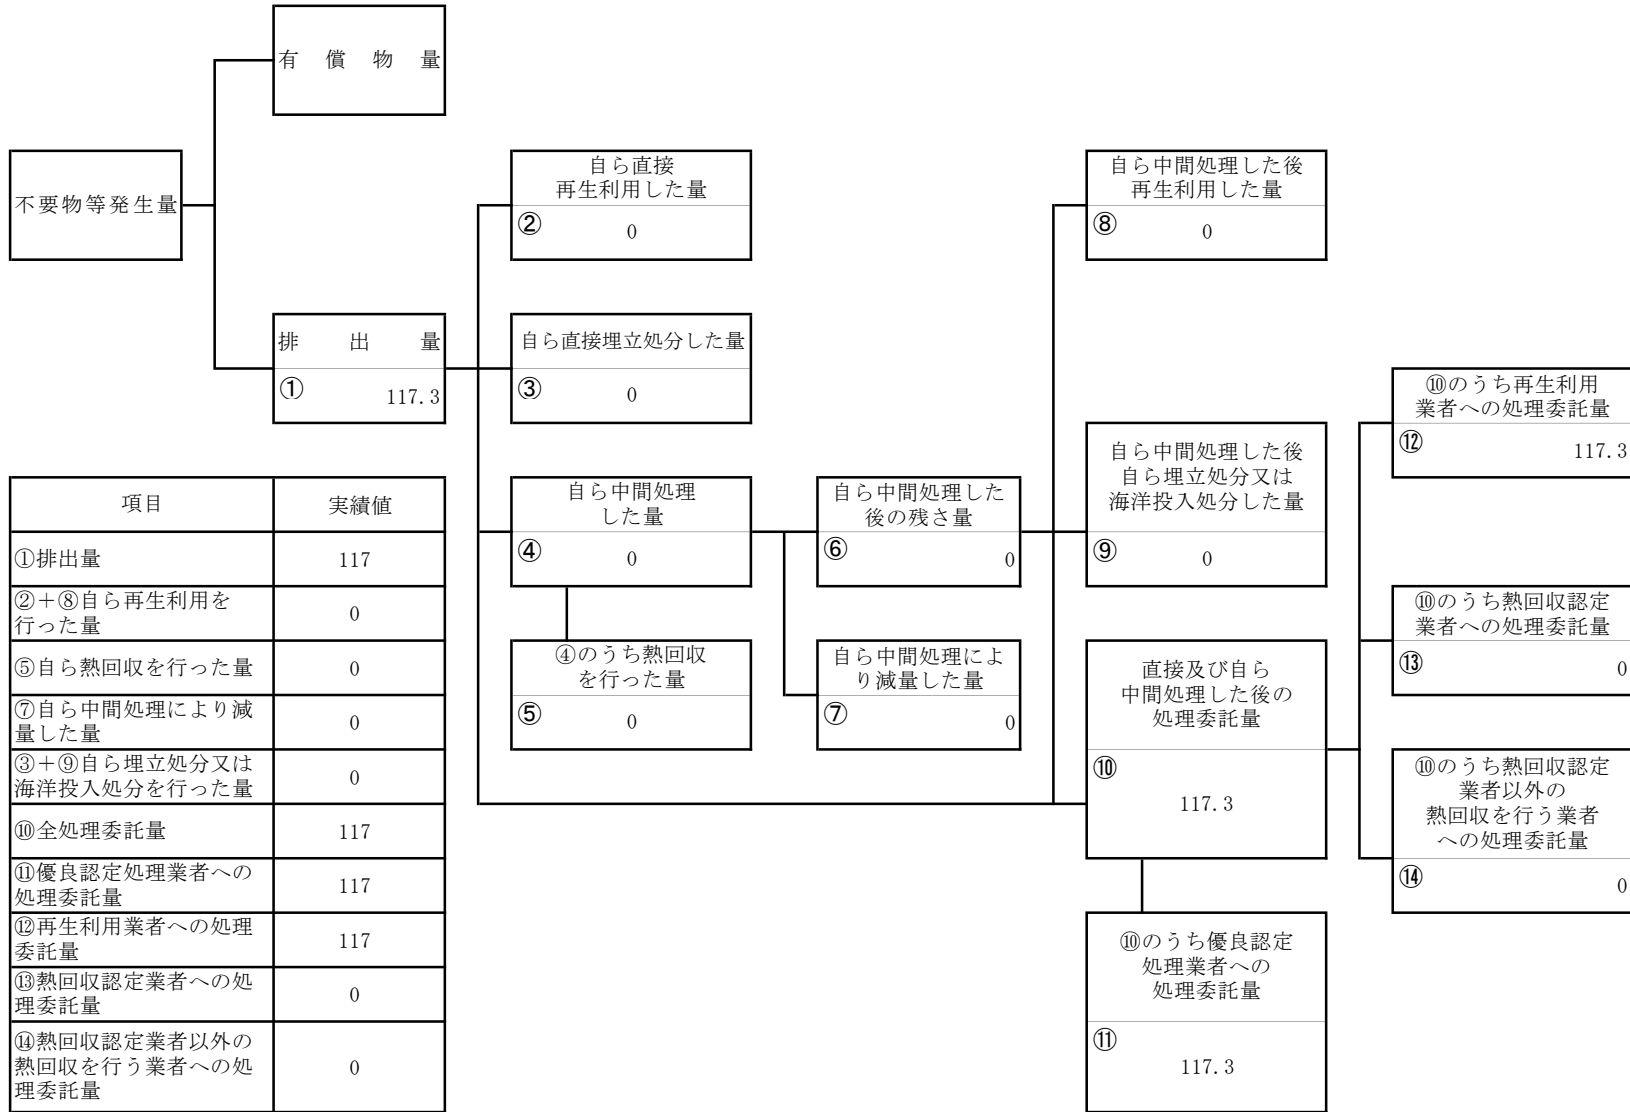 有償物量
不要物等発生量
自ら直接
再生利用した量
②
0
自ら中間処理した後
再生利用した量
⑧
0
排出量
①
117.3
自ら直接埋立処分した量
③
0
⑩のうち再生利用
業者への処理委託量
⑫
117.3
自ら中間処理した後
自ら埋立処分又は
海洋投入処分した量
⑨
0
自ら中間処理
した量
④
0
自ら中間処理した
後の残さ量
⑥
0
④のうち熱回収
を行った量
⑤
0
自ら中間処理によ
り減量した量
⑦
0
直接及び自ら
中間処理した後の
処理委託量
⑩
117.3
⑩のうち熱回収認定
業者への処理委託量
⑬
0
⑩のうち熱回収認定
業者以外の
熱回収を行う業者
への処理委託量
⑭
0
⑩のうち優良認定
処理業者への
処理委託量
⑪
117.3
項目 実績値
①排出量 117
②＋⑧自ら再生利用を
行った量 0
⑤自ら熱回収を行った量 0
⑦自ら中間処理により減
量した量 0
③＋⑨自ら埋立処分又は
海洋投入処分を行った量 0
⑩全処理委託量 117
⑪優良認定処理業者への
処理委託量 117
⑫再生利用業者への処理
委託量 117
⑬熱回収認定業者への処
理委託量 0
⑭熱回収認定業者以外の
熱回収を行う業者への処
理委託量 0